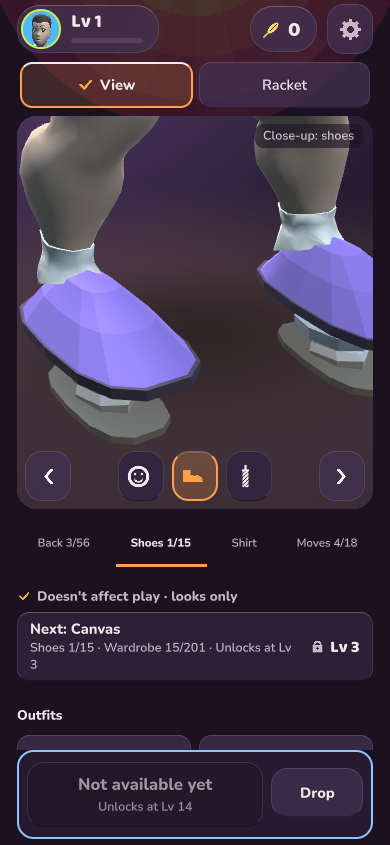 Lv 1
0
View
Racket
Close-up: shoes
Back 3/56
Shoes 1/15
Shirt
Moves 4/18
Doesn't affect play · looks only
Next: Canvas
Shoes 1/15 · Wardrobe 15/201 · Unlocks at Lv
3
Lv 3
Outfits
Not available yet
Unlocks at Lv 14
Drop